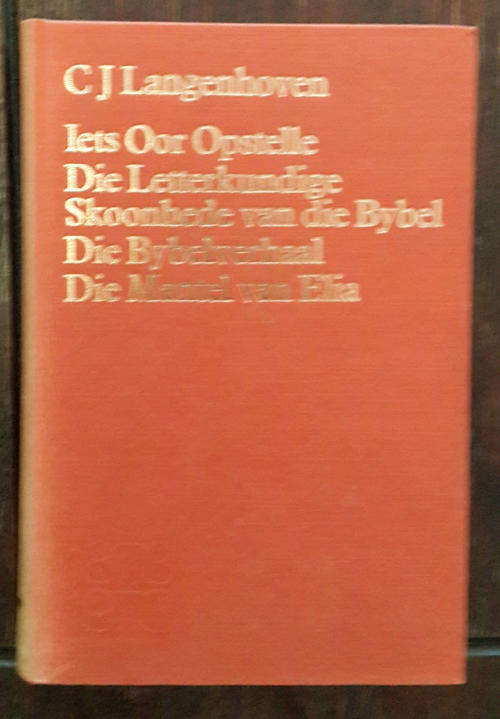 C J Langenhoven
Iets Oor Opstelle
Die Letterkundige
Skoonhede van die Bybel
Die Bybelverhaal
Die Mantel van Elia